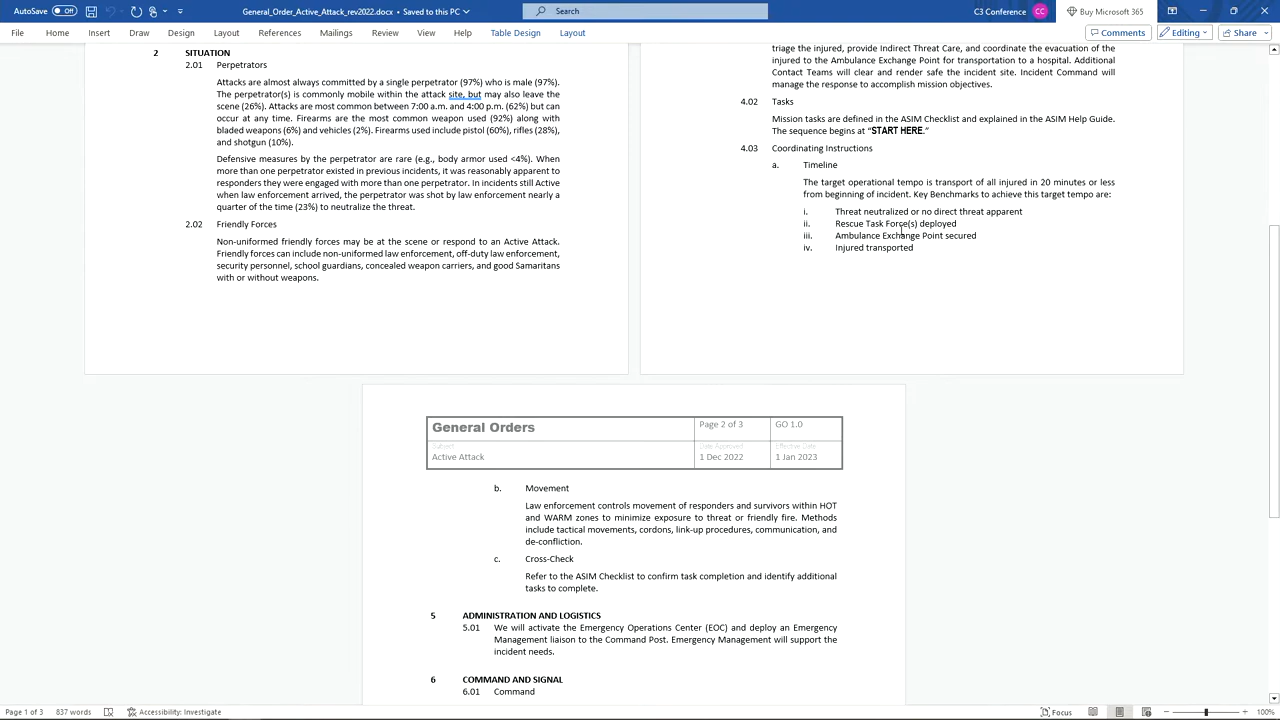 AutoSave Off General_Order_Active_Attack_rev2022.docx • Saved to this PC Search C3 Conference CC Buy Microsoft 365
File Home Insert Draw Design Layout References Mailings Review View Help Table Design Layout Comments Editing Share
2 SITUATION
2.01 Perpetrators
Attacks are almost always committed by a single perpetrator (97%) who is male (97%).
The perpetrator(s) is commonly mobile within the attack site, but may also leave the
scene (26%). Attacks are most common between 7:00 a.m. and 4:00 p.m. (62%) but can
occur at any time. Firearms are the most common weapon used (92%) along with
bladed weapons (6%) and vehicles (2%). Firearms used include pistol (60%), rifles (28%),
and shotgun (10%).
Defensive measures by the perpetrator are rare (e.g., body armor used <4%). When
more than one perpetrator existed in previous incidents, it was reasonably apparent to
responders they were engaged with more than one perpetrator. In incidents still Active
when law enforcement arrived, the perpetrator was shot by law enforcement nearly a
quarter of the time (23%) to neutralize the threat.
2.02 Friendly Forces
Non-uniformed friendly forces may be at the scene or respond to an Active Attack.
Friendly forces can include non-uniformed law enforcement, off-duty law enforcement,
security personnel, school guardians, concealed weapon carriers, and good Samaritans
with or without weapons.
triage the injured, provide Indirect Threat Care, and coordinate the evacuation of the
injured to the Ambulance Exchange Point for transportation to a hospital. Additional
Contact Teams will clear and render safe the incident site. Incident Command will
manage the response to accomplish mission objectives.
4.02 Tasks
Mission tasks are defined in the ASIM Checklist and explained in the ASIM Help Guide.
The sequence begins at “START HERE.”
4.03 Coordinating Instructions
a. Timeline
The target operational tempo is transport of all injured in 20 minutes or less
from beginning of incident. Key Benchmarks to achieve this target tempo are:
i. Threat neutralized or no direct threat apparent
ii. Rescue Task Force(s) deployed
iii. Ambulance Exchange Point secured
iv. Injured transported
General Orders Page 2 of 3 GO 1.0
Subject Date Approved Effective Date
Active Attack 1 Dec 2022 1 Jan 2023
b. Movement
Law enforcement controls movement of responders and survivors within HOT
and WARM zones to minimize exposure to threat or friendly fire. Methods
include tactical movements, cordons, link-up procedures, communication, and
de-confliction.
c. Cross-Check
Refer to the ASIM Checklist to confirm task completion and identify additional
tasks to complete.
5 ADMINISTRATION AND LOGISTICS
5.01 We will activate the Emergency Operations Center (EOC) and deploy an Emergency
Management liaison to the Command Post. Emergency Management will support the
incident needs.
6 COMMAND AND SIGNAL
6.01 Command
Page 1 of 3 837 words Accessibility: Investigate Focus 100%